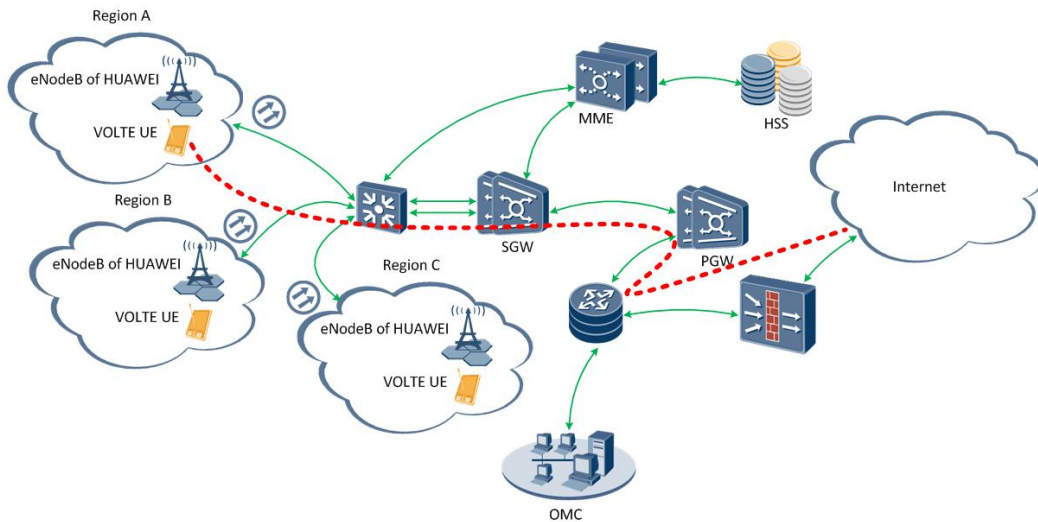 Region A
eNodeB of HUAWEI
VOLTE UE
MME
HSS
Internet
Region B
eNodeB of HUAWEI
VOLTE UE
SGW
PGW
Region C
eNodeB of HUAWEI
VOLTE UE
OMC